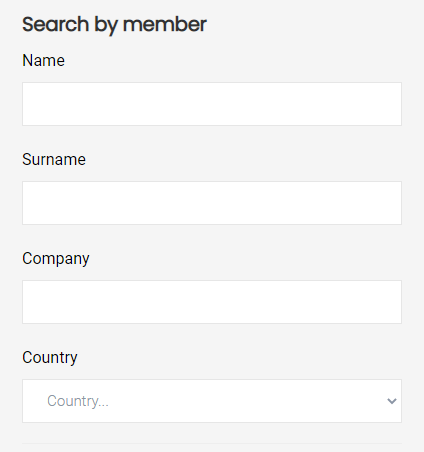 Search by member
Name
Surname
Company
Country
Country...